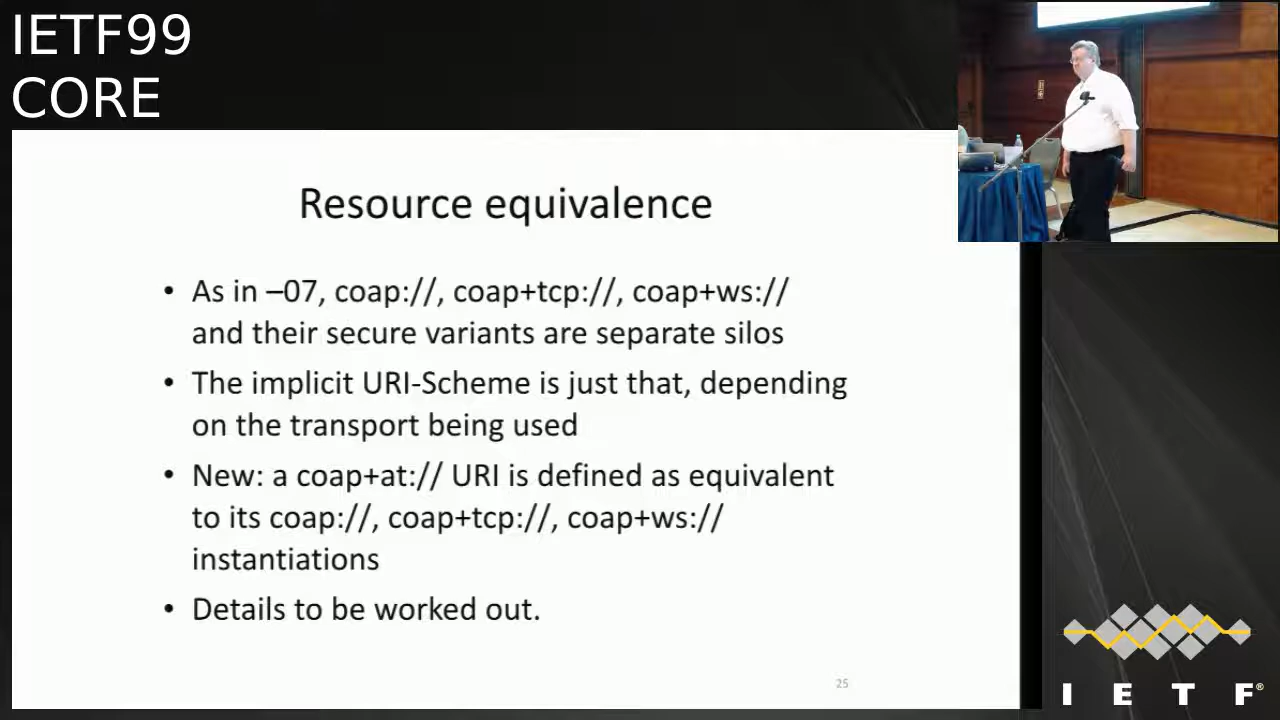 IETF99
CORE
Resource equivalence
• As in –07, coap://, coap+tcp://, coap+ws://
and their secure variants are separate silos
• The implicit URI-Scheme is just that, depending
on the transport being used
• New: a coap+at:// URI is defined as equivalent
to its coap://, coap+tcp://, coap+ws://
instantiations
• Details to be worked out.
25
I E T F®